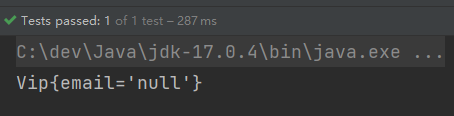 Tests passed: 1 of 1 test – 287 ms
C:\dev\Java\jdk-17.0.4\bin\java.exe ...
Vip{email='null'}